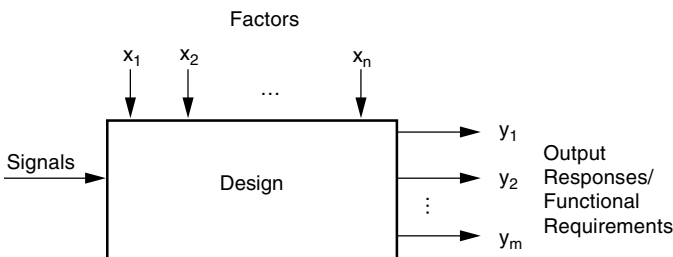 Factors
x1 x2 ... xn
Signals
Design
y1
y2
⋮
ym
Output
Responses/
Functional
Requirements